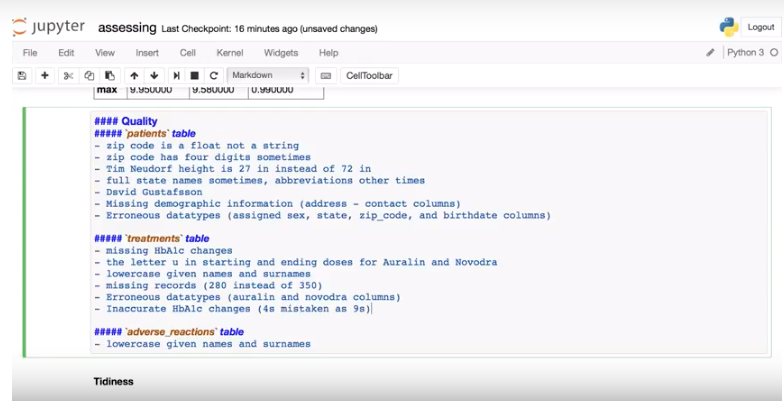 jupyter assessing Last Checkpoint: 16 minutes ago (unsaved changes)
Logout
File Edit View Insert Cell Kernel Widgets Help
Python 3
Markdown
CellToolbar
max 9.950000 9.580000 0.990000
#### Quality
##### `patients` table
- zip code is a float not a string
- zip code has four digits sometimes
- Tim Neudorf height is 27 in instead of 72 in
- full state names sometimes, abbreviations other times
- Dsvid Gustafsson
- Missing demographic information (address - contact columns)
- Erroneous datatypes (assigned sex, state, zip_code, and birthdate columns)
##### `treatments` table
- missing HbA1c changes
- the letter u in starting and ending doses for Auralin and Novodra
- lowercase given names and surnames
- missing records (280 instead of 350)
- Erroneous datatypes (auralin and novodra columns)
- Inaccurate HbA1c changes (4s mistaken as 9s)
##### `adverse_reactions` table
- lowercase given names and surnames
Tidiness